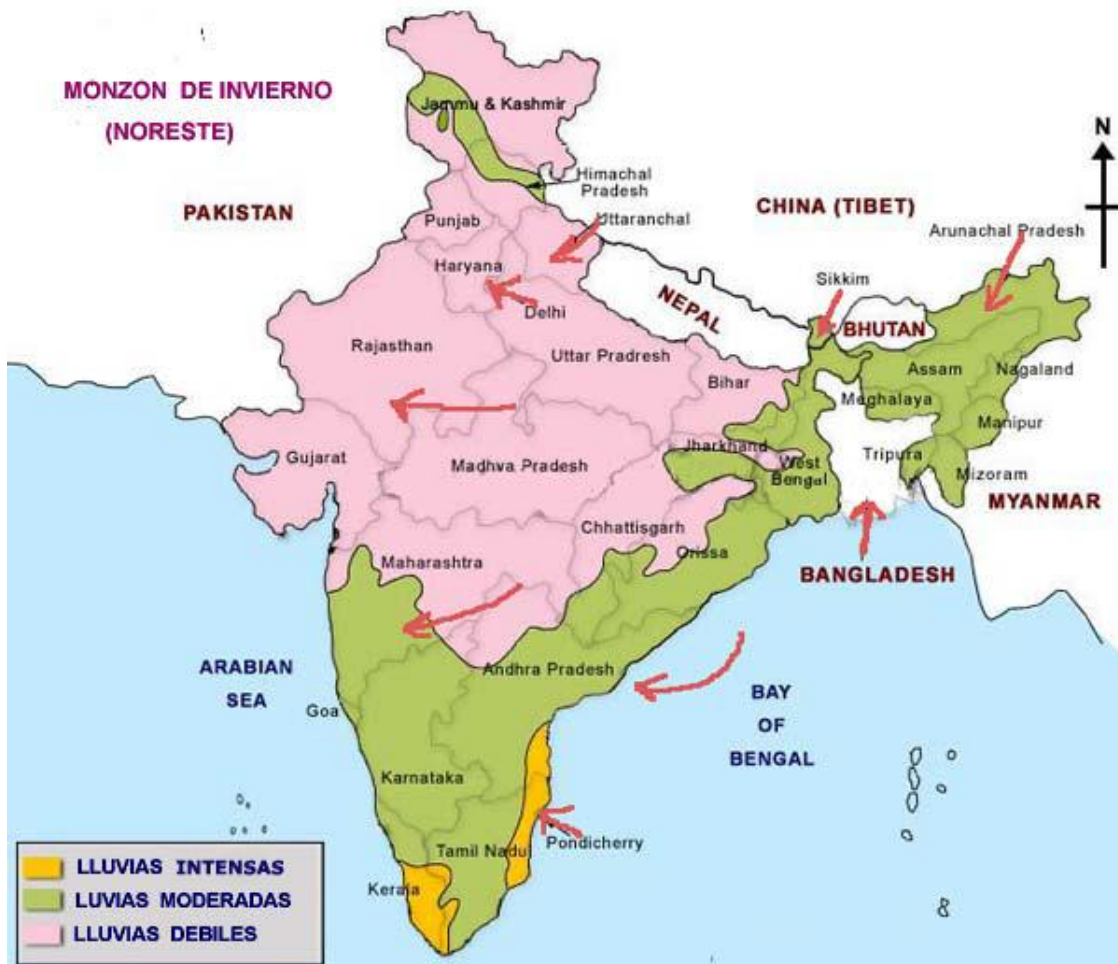 MONZON DE INVIERNO
(NORESTE)
N
Jammu & Kashmir
Himachal
Pradesh
PAKISTAN
CHINA (TIBET)
Punjab
Uttaranchal
Arunachal Pradesh
Haryana
Sikkim
NEPAL
Delhi
BHUTAN
Rajasthan
Uttar Pradresh
Assam
Nagaland
Bihar
Meghalaya
Manipur
Jharkhand
Gujarat
Madhva Pradesh
West
Bengal
Tripura
Mizoram
MYANMAR
Chhattisgarh
Orissa
Maharashtra
BANGLADESH
ARABIAN
SEA
Andhra Pradesh
BAY
OF
BENGAL
Goa
Karnataka
Pondicherry
Tamil Nadul
Kerala
LLUVIAS INTENSAS
LUVIAS MODERADAS
LLUVIAS DEBILES